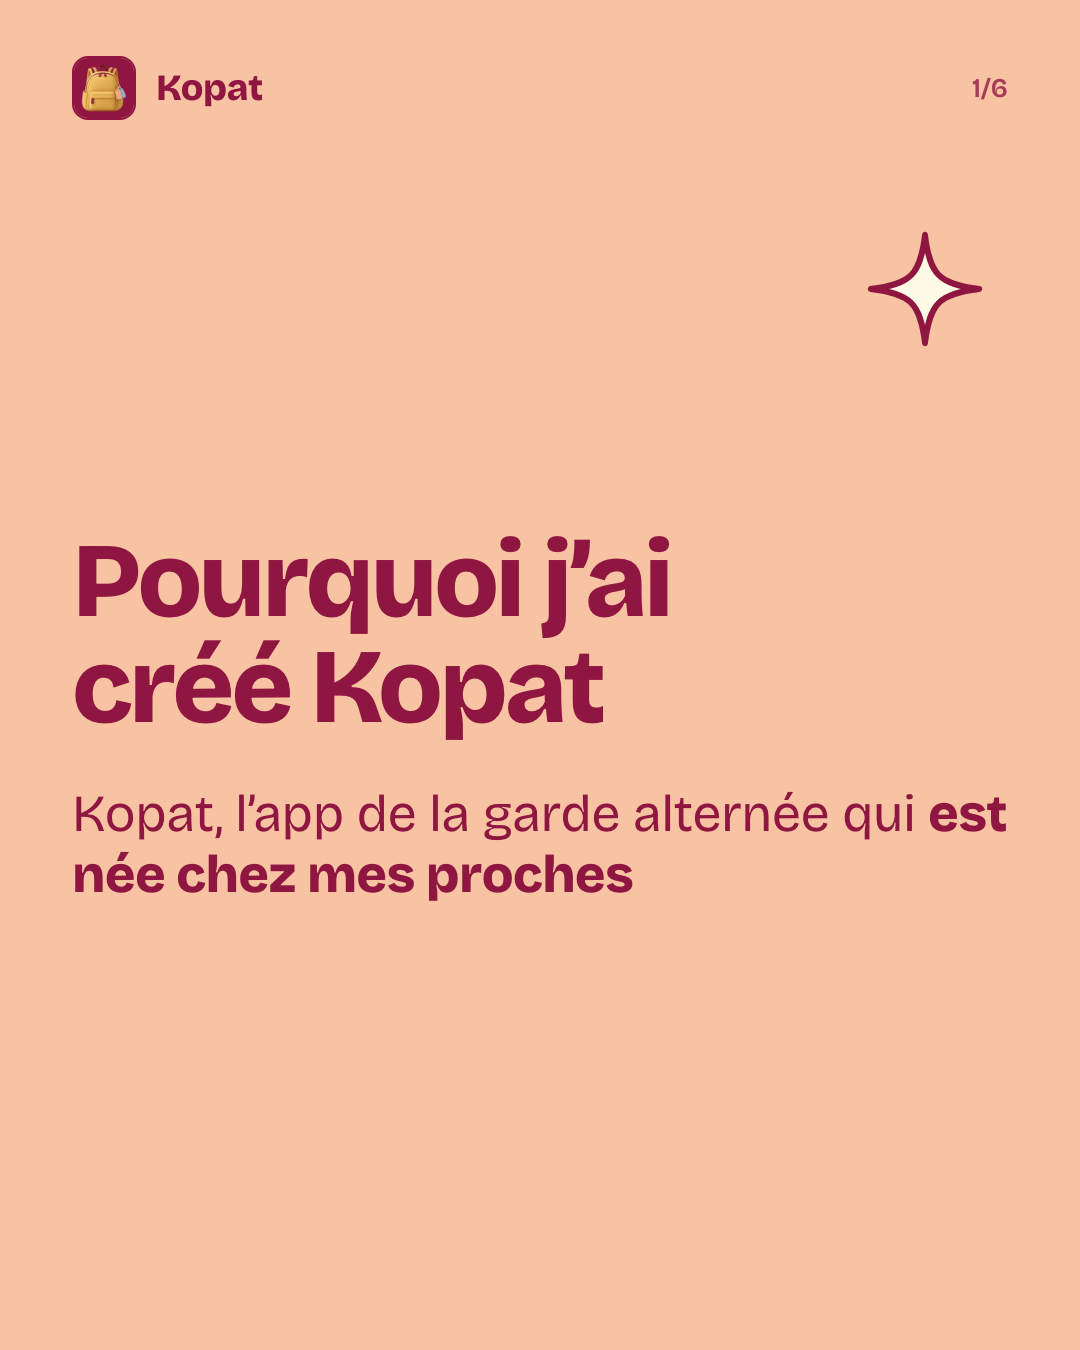 Kopat
1/6
Pourquoi j’ai
créé Kopat
Kopat, l’app de la garde alternée qui est
née chez mes proches